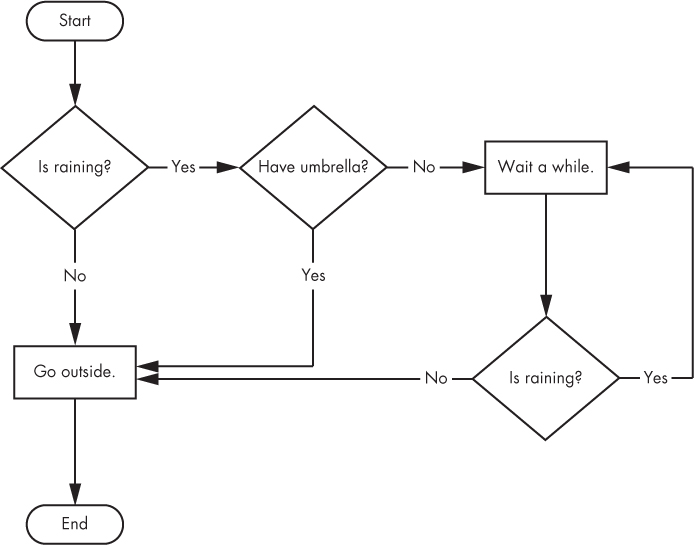 Start
Is raining?
Yes
Have umbrella?
No
Wait a while.
No
Yes
Go outside.
No
Is raining?
Yes
End